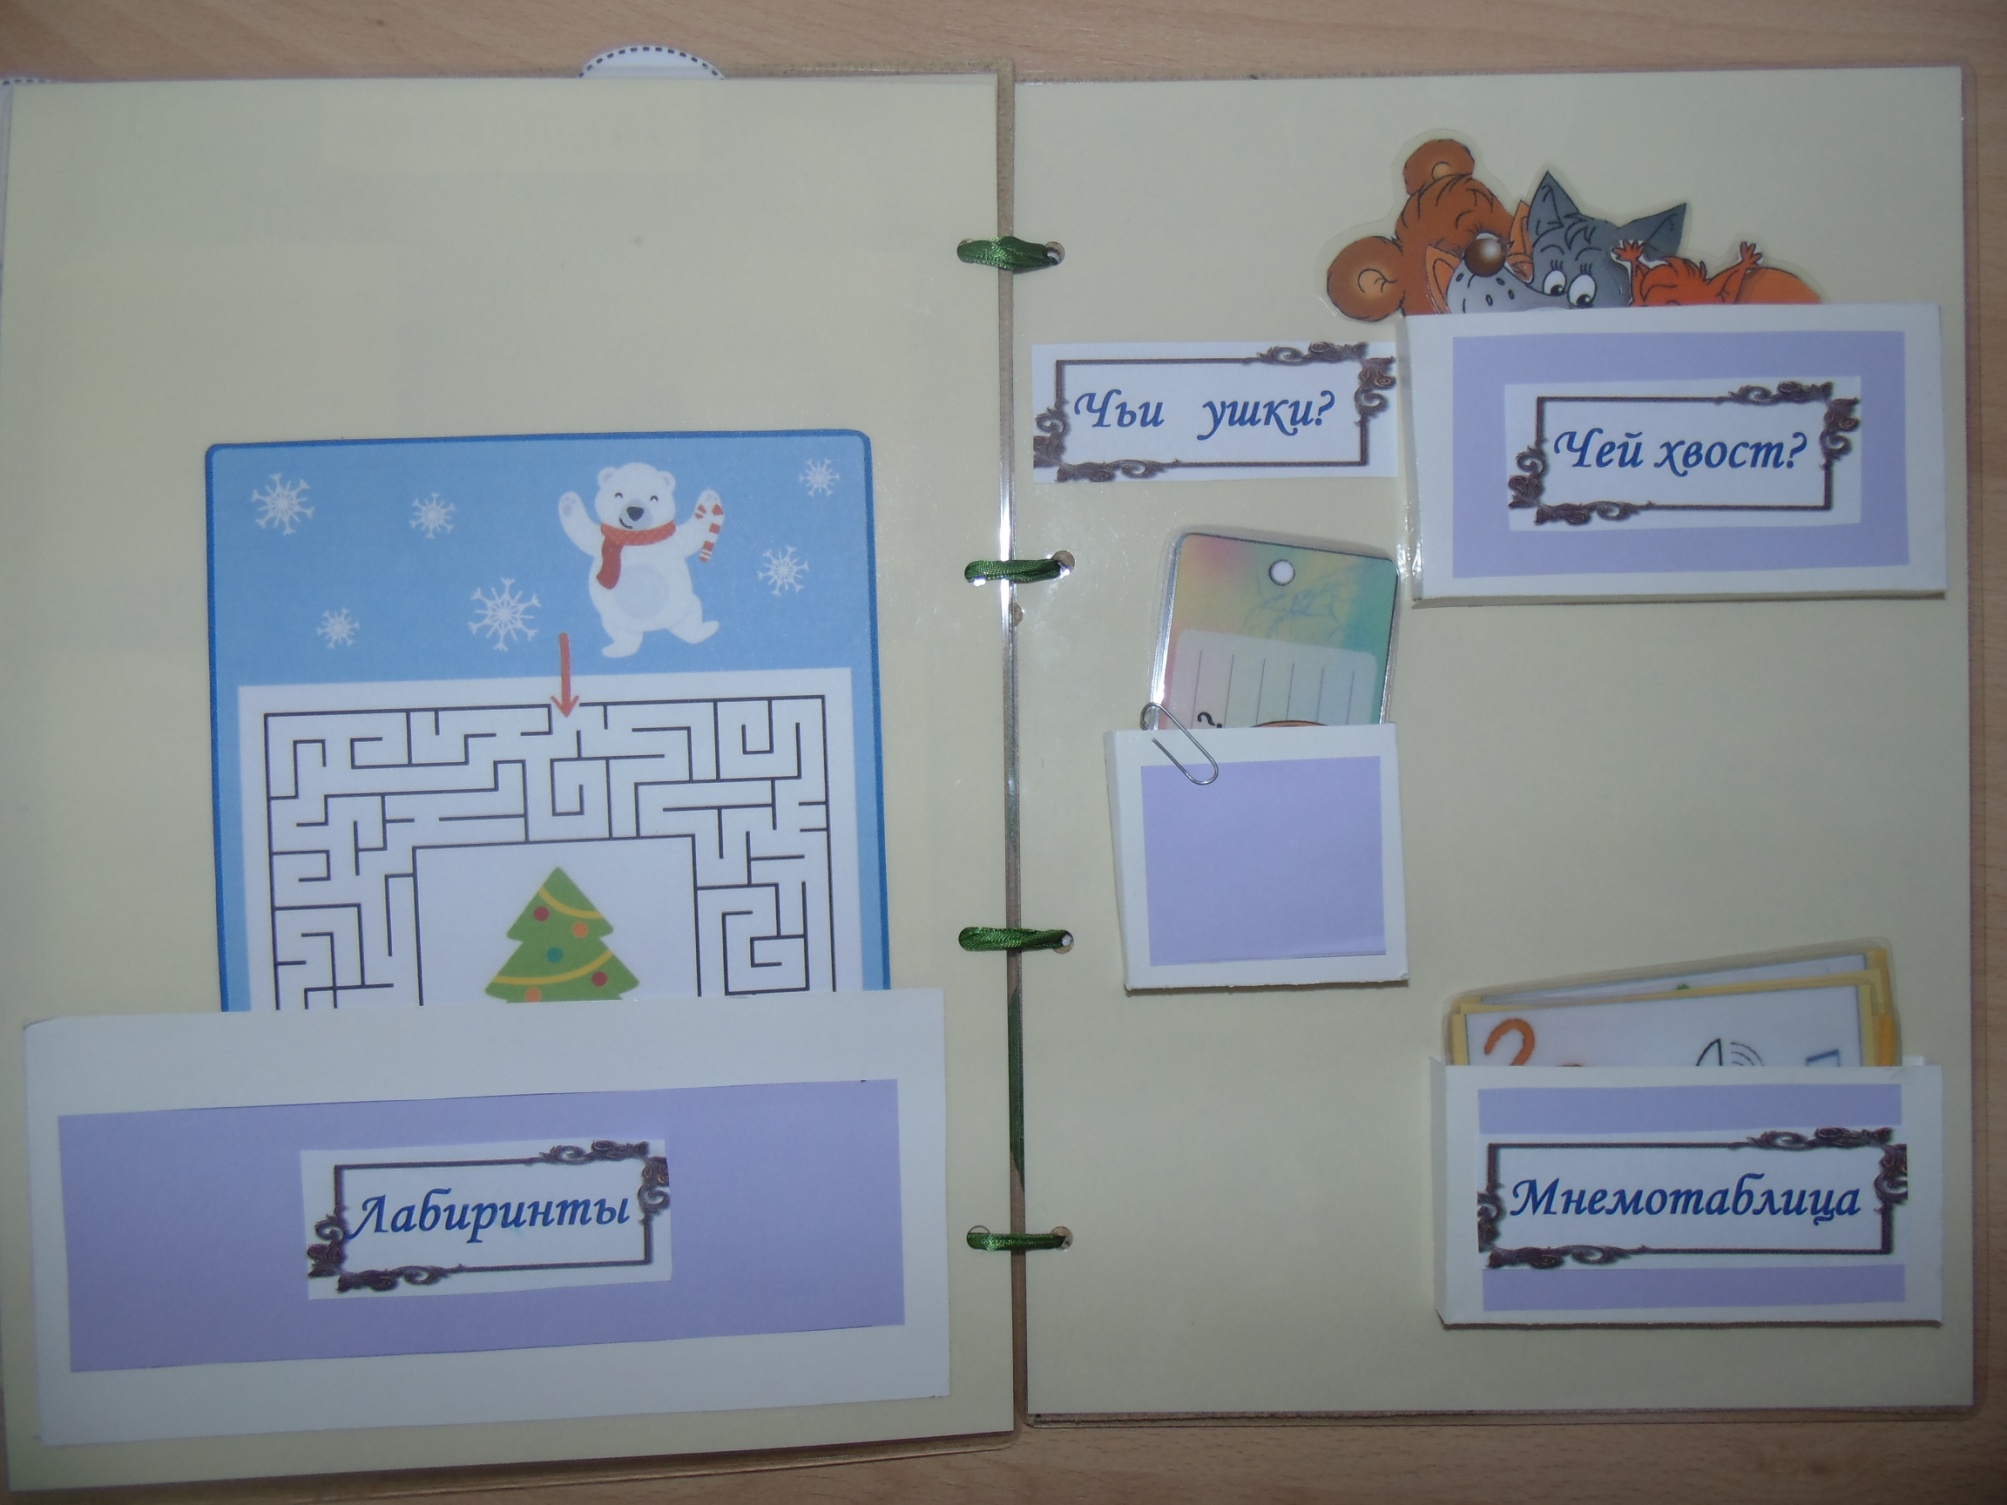 Лабиринты
Чьи ушки?
Чей хвост?
?
Мнемотаблица